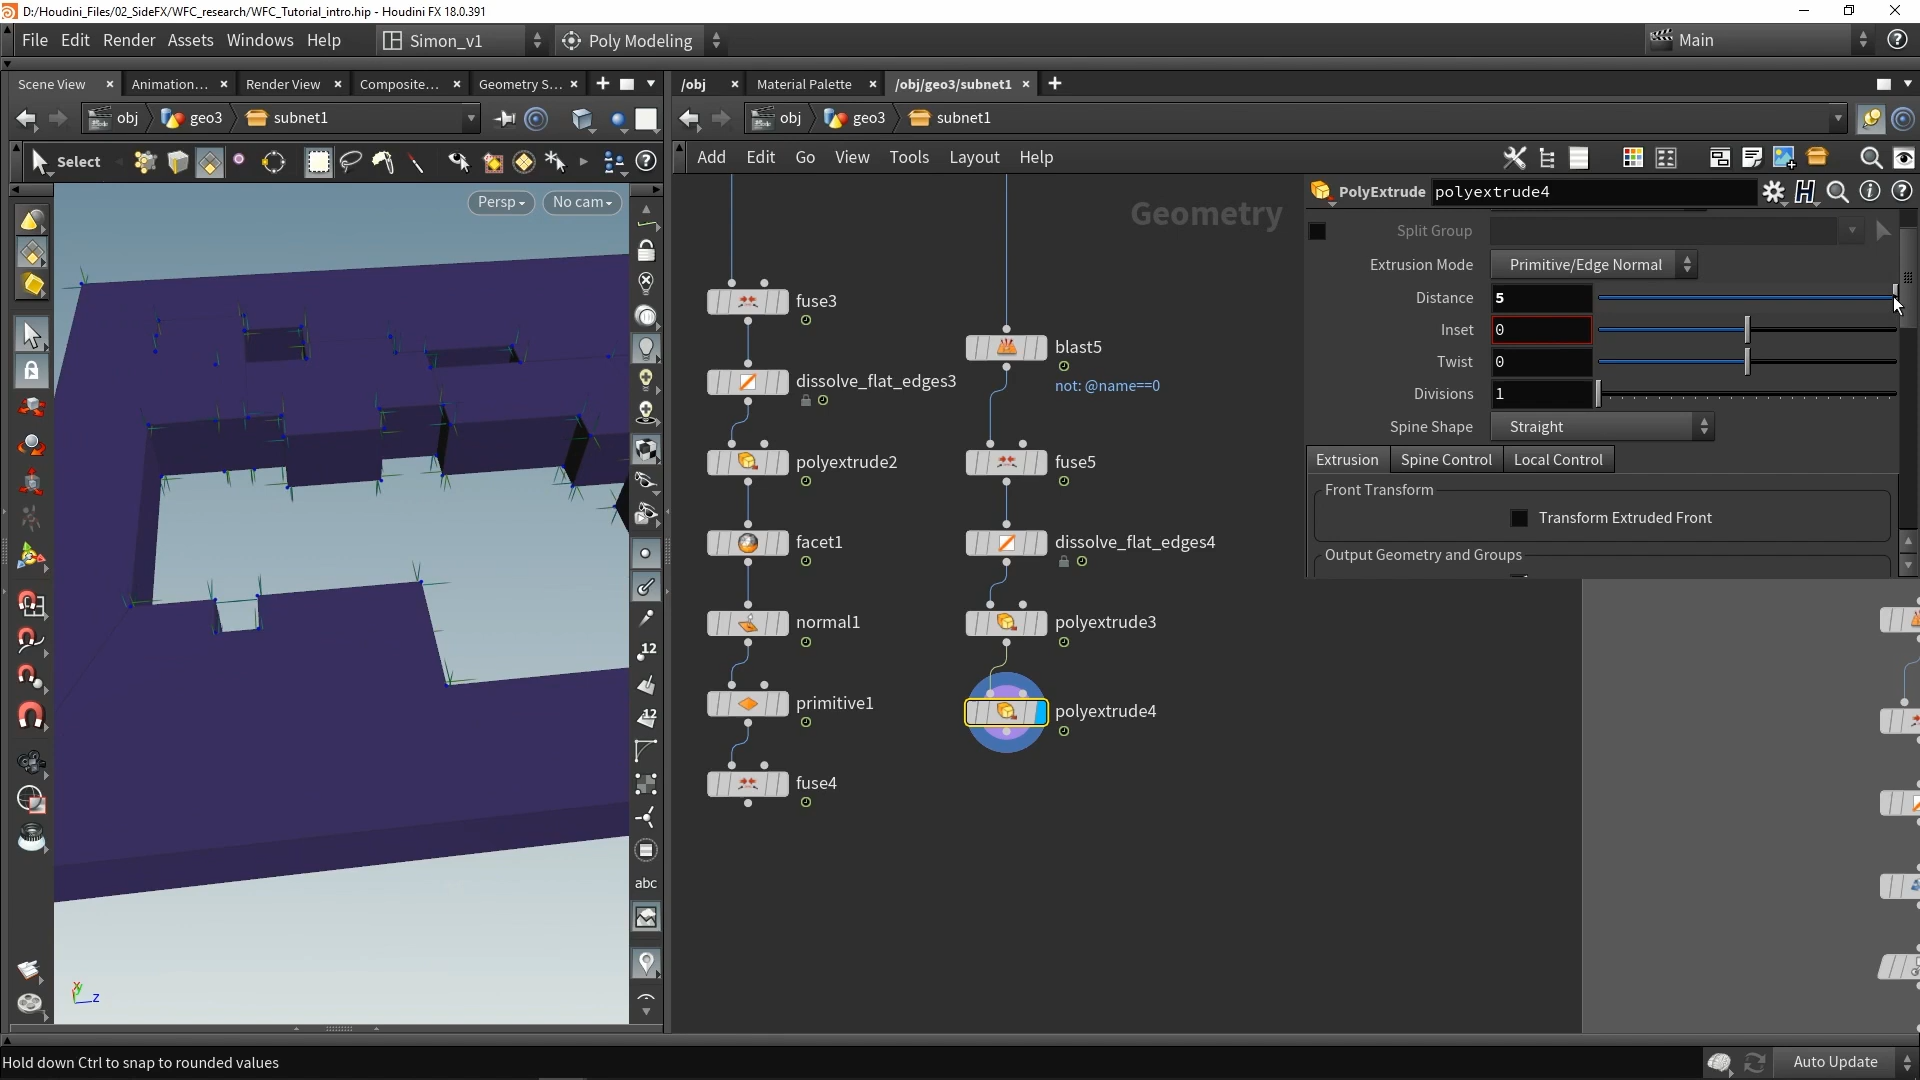 D:/Houdini_Files/02_SideFX/WFC_research/WFC_Tutorial_intro.hip - Houdini FX 18.0.391
File Edit Render Assets Windows Help Simon_v1 Poly Modeling Main
Scene View Animation... Render View Composite... Geometry S... /obj Material Palette /obj/geo3/subnet1
obj geo3 subnet1 obj geo3 subnet1
Select Add Edit Go View Tools Layout Help
Persp No cam
Geometry
PolyExtrude polyextrude4
Split Group
Extrusion Mode Primitive/Edge Normal
Distance 5
Inset 0
Twist 0
Divisions 1
Spine Shape Straight
Extrusion Spine Control Local Control
Front Transform
Transform Extruded Front
Output Geometry and Groups
fuse3
dissolve_flat_edges3
polyextrude2
facet1
normal1
primitive1
fuse4
blast5
not: @name==0
fuse5
dissolve_flat_edges4
polyextrude3
polyextrude4
12
12
abc
x
y
z
Hold down Ctrl to snap to rounded values Auto Update